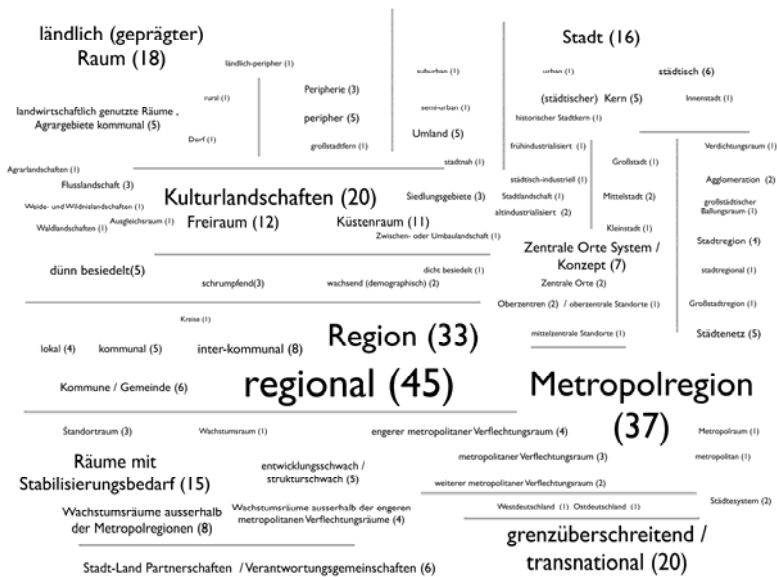 ländlich (geprägter)
Raum (18)
ländlich-peripher (1)
rural (1)
landwirtschaftlich genutzte Räume ,
Agrargebiete kommunal (5)
Dorf (1)
Peripherie (3)
peripher (5)
großstadtfern (1)
suburban (1)
semi-urban (1)
Umland (5)
stadtnah (1)
Stadt (16)
urban (1)
städtisch (6)
(städtischer) Kern (5)
Innenstadt (1)
historischer Stadtkern (1)
frühindustrialisiert (1)
städtisch-industriell (1)
Stadtlandschaft (1)
altindustrialisiert (2)
Großstadt (1)
Mittelstadt (2)
Kleinstadt (1)
Verdichtungsraum (1)
Agglomeration (2)
großstädtischer
Ballungsraum (1)
Stadtregion (4)
stadtregional (1)
Großstadtregion (1)
Städtenetz (5)
Agrarlandschaften (1)
Flusslandschaft (3)
Weide- und Wildnislandschaften (1)
Ausgleichsraum (1)
Waldlandschaften (1)
Kulturlandschaften (20)
Freiraum (12)
Küstenraum (11)
Siedlungsgebiete (3)
Zwischen- oder Umbaulandschaft (1)
Zentrale Orte System /
Konzept (7)
Zentrale Orte (2)
Oberzentren (2) / oberzentrale Standorte (1)
mittelzentrale Standorte (1)
dünn besiedelt(5)
schrumpfend(3)
dicht besiedelt (1)
wachsend (demographisch) (2)
Kreise (1)
lokal (4)
kommunal (5)
inter-kommunal (8)
Region (33)
Kommune / Gemeinde (6)
regional (45)
Metropolregion
(37)
Standortraum (3)
Wachstumsraum (1)
engerer metropolitaner Verflechtungsraum (4)
Metropolraum (1)
metropolitaner Verflechtungsraum (3)
metropolitan (1)
weiterer metropolitaner Verflechtungsraum (2)
Räume mit
Stabilisierungsbedarf (15)
entwicklungsschwach /
strukturschwach (5)
Wachstumsräume ausserhalb
der Metropolregionen (8)
Wachstumsräume ausserhalb der engeren
metropolitanen Verflechtungsräume (4)
Westdeutschland (1) Ostdeutschland (1)
Städtesystem (2)
grenzüberschreitend /
transnational (20)
Stadt-Land Partnerschaften / Verantwortungsgemeinschaften (6)